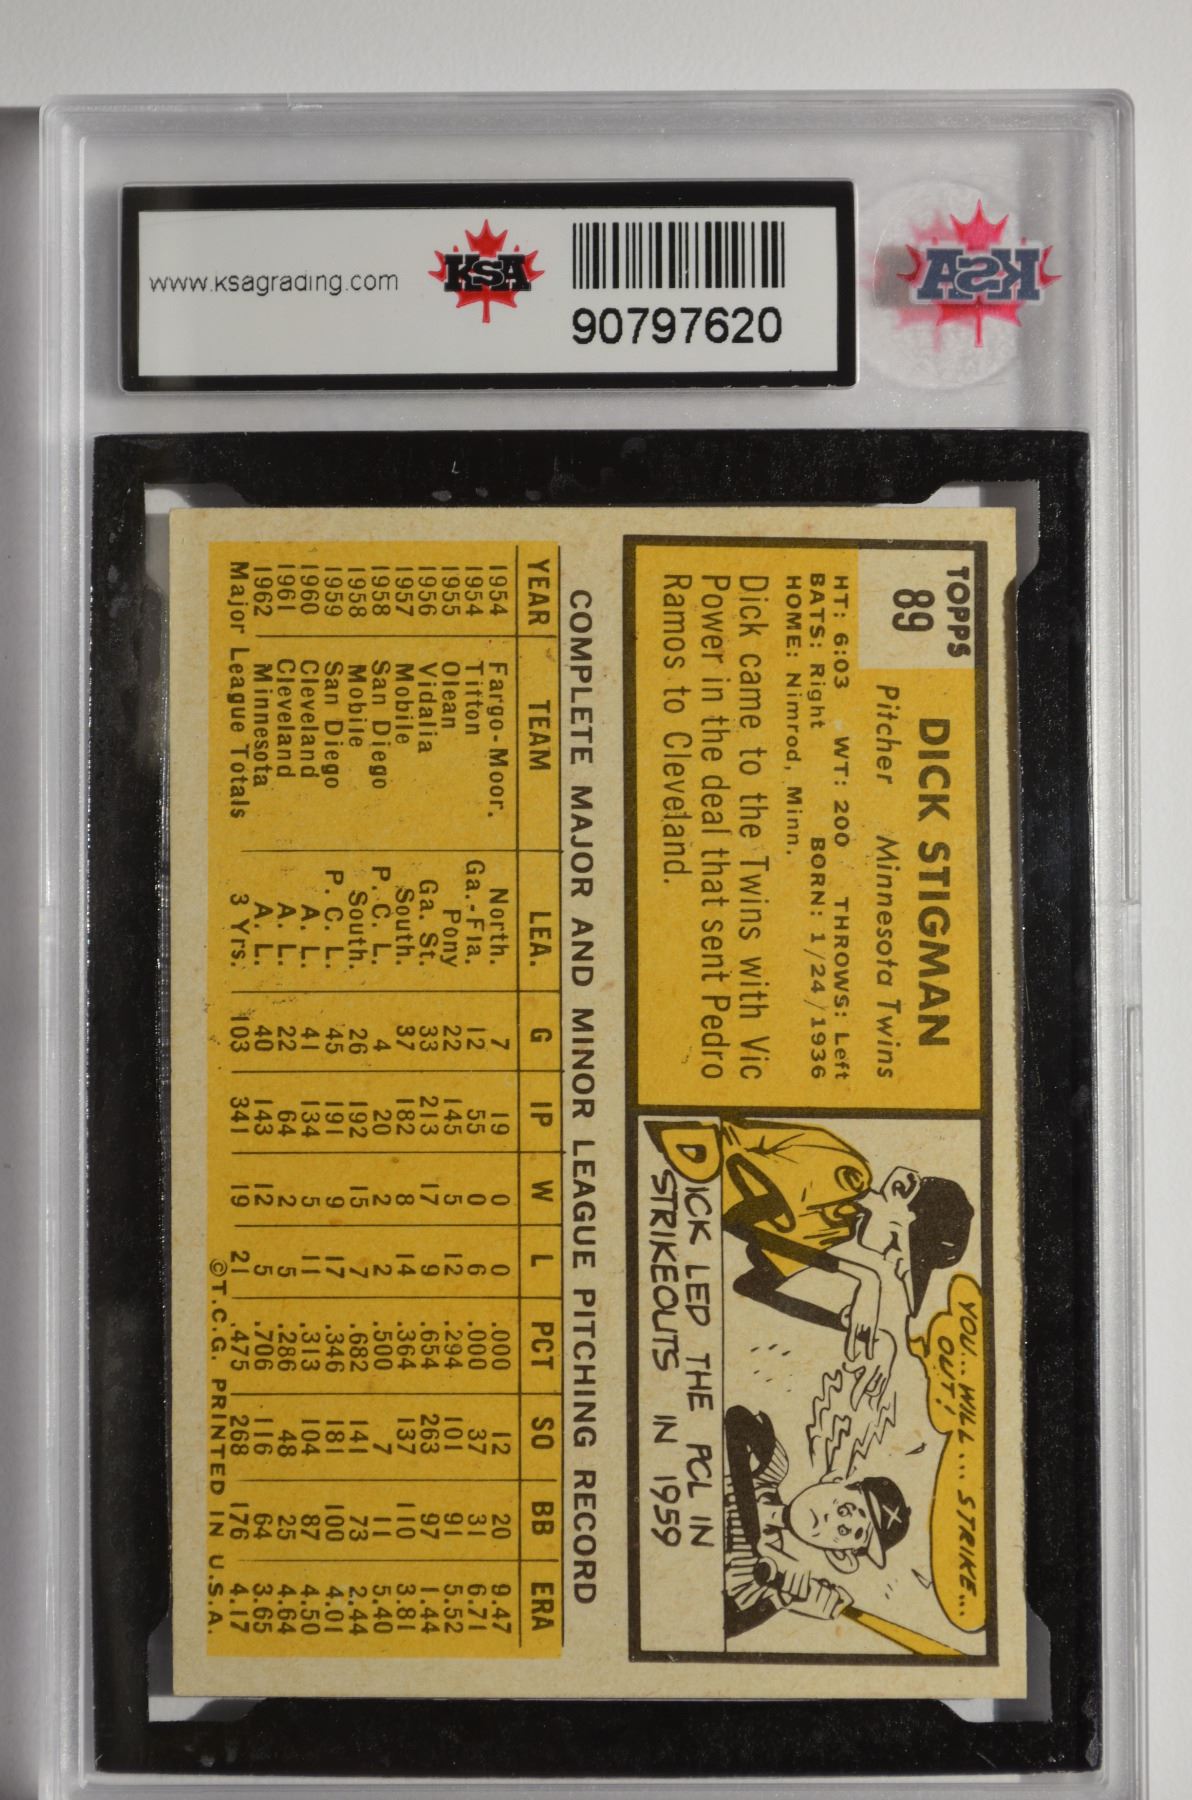 www.ksagrading.com
KSA
90797620
KSA
TOPPS
89
DICK STIGMAN
Pitcher Minnesota Twins
HT: 6:03 WT: 200 THROWS: Left
BATS: Right BORN: 1/24/1936
HOME: Nimrod, Minn.
Dick came to the Twins with Vic
Power in the deal that sent Pedro
Ramos to Cleveland.
YOU...WILL... STRIKE...
OUT!
DICK LED THE PCL IN
STRIKEOUTS IN 1959
COMPLETE MAJOR AND MINOR LEAGUE PITCHING RECORD
YEAR TEAM LEA. G IP W L PCT SO BB ERA
1954 Fargo-Moor. North. 7 19 0 0 .000 12 20 9.47
1954 Tifton Ga.-Fla. 12 55 0 6 .000 37 31 6.71
1955 Olean Pony 22 145 5 12 .294 101 91 5.52
1956 Vidalia Ga. St. 33 213 17 9 .654 263 97 1.44
1957 Mobile South. 37 182 8 14 .364 137 110 3.81
1958 San Diego P. C. L. 4 20 2 2 .500 7 11 5.40
1958 Mobile South. 26 192 15 7 .682 141 73 2.44
1959 San Diego P. C. L. 45 191 9 17 .346 181 100 4.01
1960 Cleveland A. L. 41 134 5 11 .313 104 87 4.50
1961 Cleveland A. L. 22 64 2 5 .286 48 25 4.64
1962 Minnesota A. L. 40 143 12 5 .706 116 64 3.65
Major League Totals 3 Yrs. 103 341 19 21 .475 268 176 4.17
©T.C.G. PRINTED IN U.S.A.